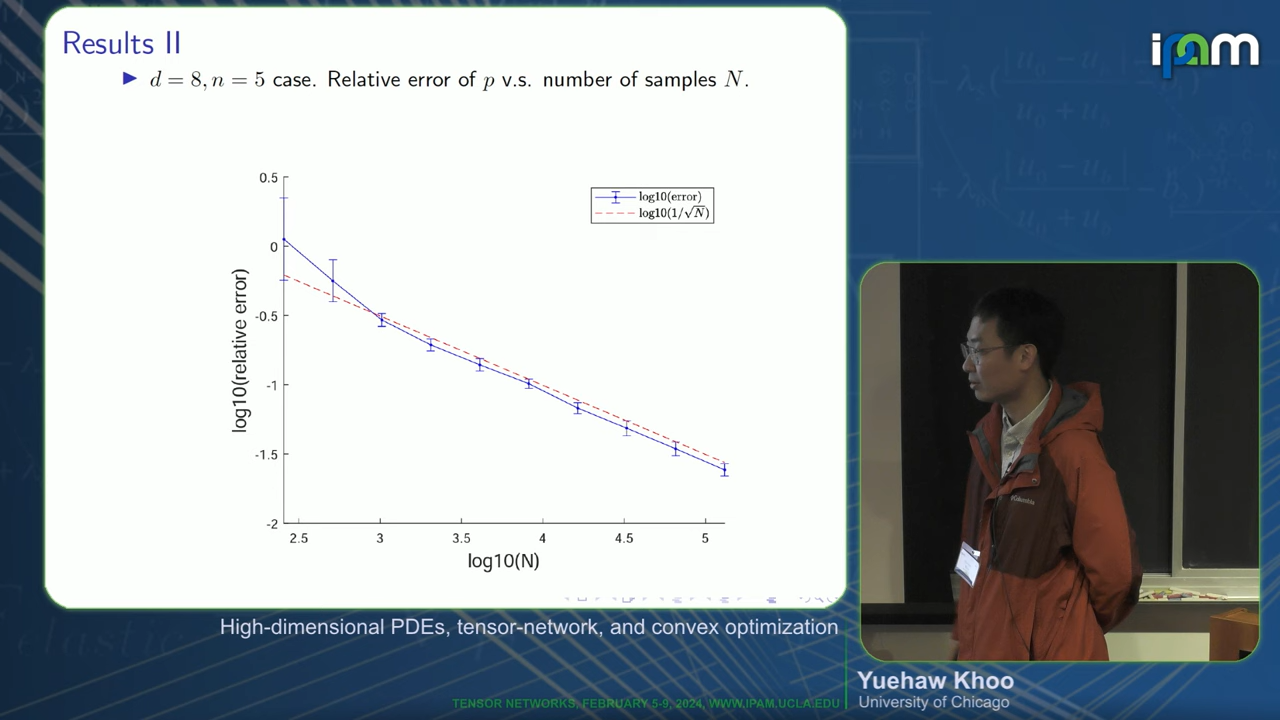 Results II
▶ d = 8, n = 5 case. Relative error of p v.s. number of samples N.
0.5
0
-0.5
-1
-1.5
-2
log10(relative error)
log10(error)
log10(1/√N)
2.5 3 3.5 4 4.5 5
log10(N)
ipam
Columbia
High-dimensional PDEs, tensor-network, and convex optimization
Yuehaw Khoo
University of Chicago
TENSOR NETWORKS, FEBRUARY 5-9, 2024, WWW.IPAM.UCLA.EDU